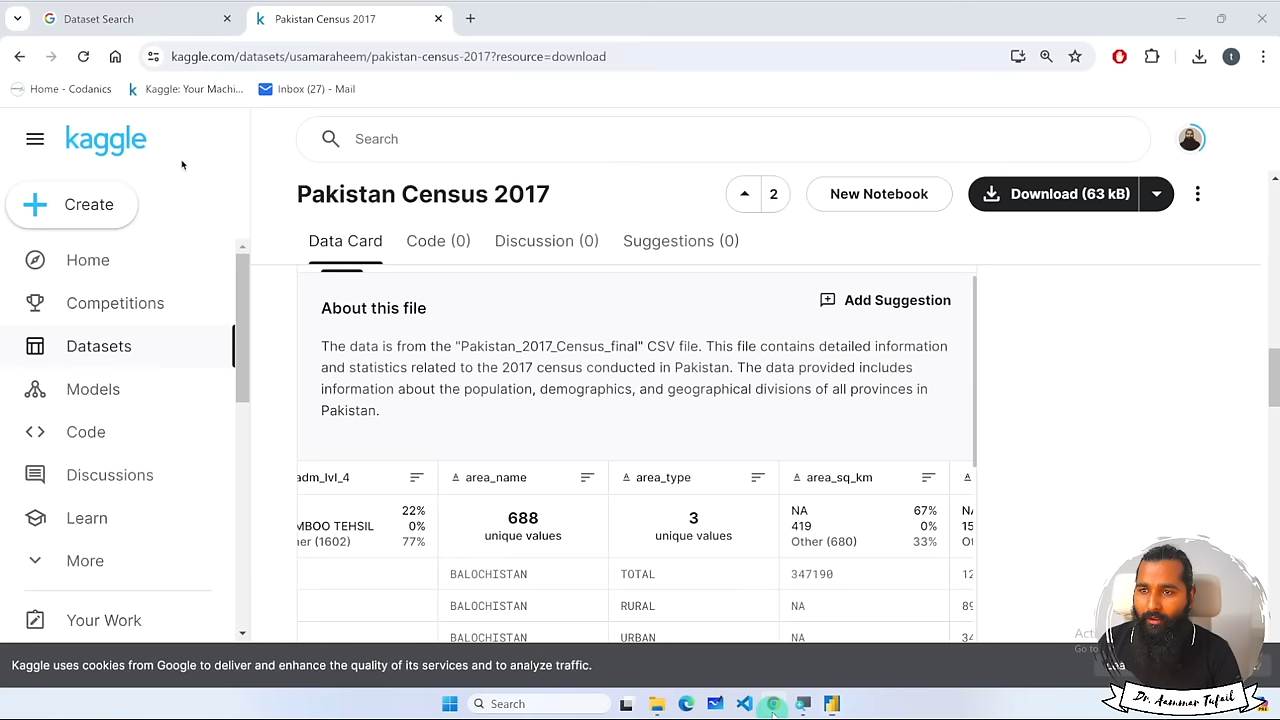 Dataset Search
Pakistan Census 2017
kaggle.com/datasets/usamaraheem/pakistan-census-2017?resource=download
t
Home - Codanics
Kaggle: Your Machi...
Inbox (27) - Mail
kaggle
Search
Create
Pakistan Census 2017
2
New Notebook
Download (63 kB)
Data Card
Code (0)
Discussion (0)
Suggestions (0)
Home
Competitions
Datasets
Models
Code
Discussions
Learn
More
Your Work
About this file
Add Suggestion
The data is from the "Pakistan_2017_Census_final" CSV file. This file contains detailed information
and statistics related to the 2017 census conducted in Pakistan. The data provided includes
information about the population, demographics, and geographical divisions of all provinces in
Pakistan.
adm_lvl_4
area_name
area_type
area_sq_km
MBOO TEHSIL
er (1602)
22%
0%
77%
688
unique values
3
unique values
NA
419
Other (680)
67%
0%
33%
BALOCHISTAN
TOTAL
347190
BALOCHISTAN
RURAL
NA
BALOCHISTAN
URBAN
NA
Kaggle uses cookies from Google to deliver and enhance the quality of its services and to analyze traffic.
Dr. Aammar Tufail
Search